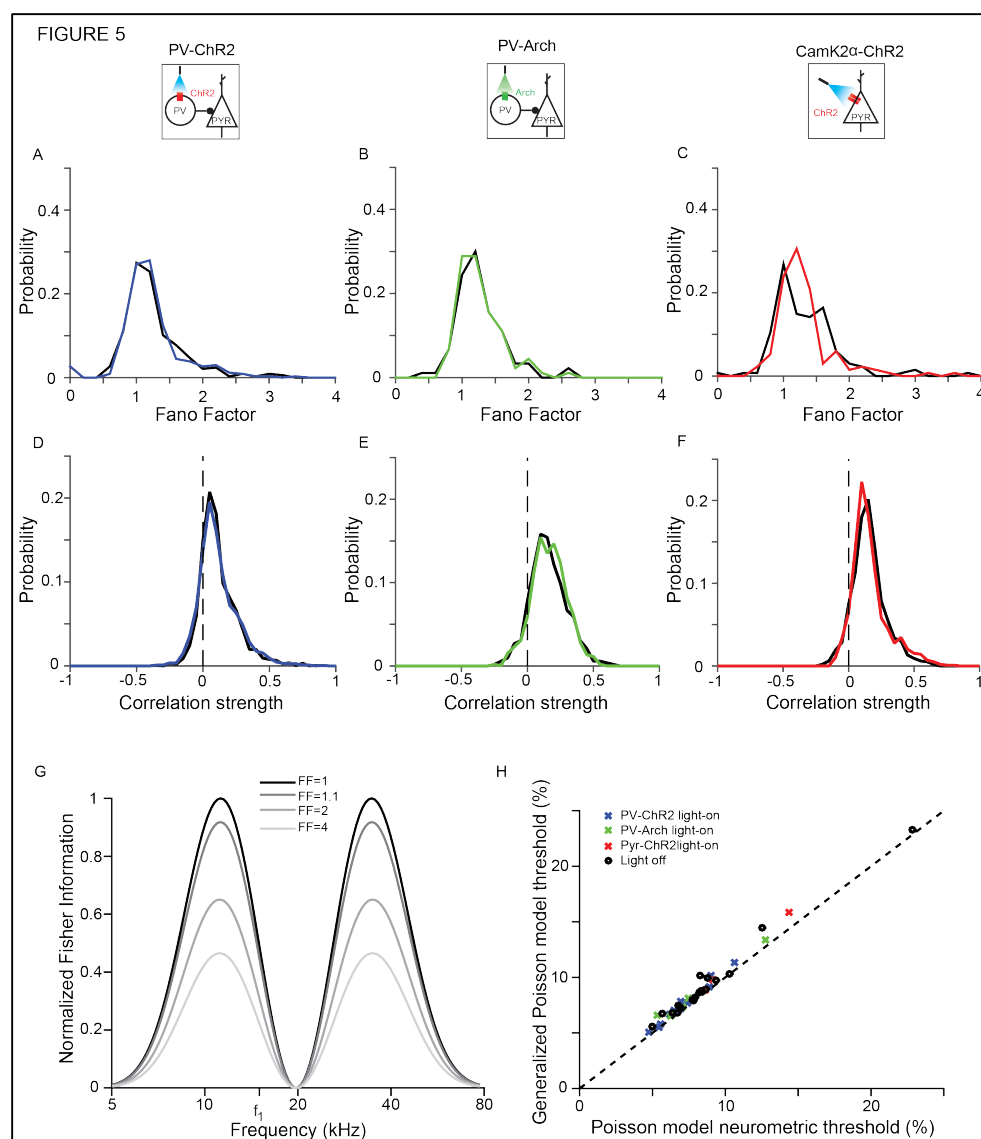 FIGURE 5
PV-ChR2
PV-Arch
CamK2α-ChR2
ChR2
PV
PYR
Arch
PV
PYR
ChR2
PYR
A
B
C
Probability
0.4
0.2
0
0 1 2 3 4
Fano Factor
Probability
0.4
0.2
0
0 1 2 3 4
Fano Factor
Probability
0.4
0.2
0
0 1 2 3 4
Fano Factor
D
E
F
Probability
0.2
0.1
0
-1 -0.5 0 0.5 1
Correlation strength
Probability
0.2
0.1
0
-1 -0.5 0 0.5 1
Correlation strength
Probability
0.2
0.1
0
-1 -0.5 0 0.5 1
Correlation strength
G
FF=1
FF=1.1
FF=2
FF=4
Normalized Fisher Information
1
0.8
0.6
0.4
0.2
0
5 10 f1 20 40 80
Frequency (kHz)
H
PV-ChR2 light-on
PV-Arch light-on
Pyr-ChR2light-on
Light off
Generalized Poisson model threshold (%)
20
10
0
0 10 20
Poisson model neurometric threshold (%)